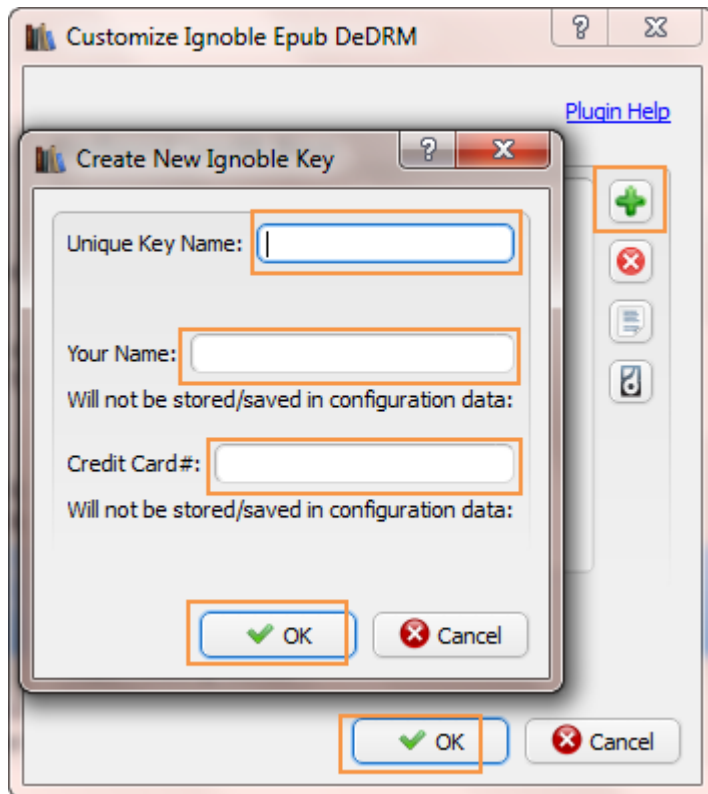 Customize Ignoble Epub DeDRM
Plugin Help
Create New Ignoble Key
Unique Key Name:
Your Name:
Will not be stored/saved in configuration data:
Credit Card#:
Will not be stored/saved in configuration data:
OK Cancel
OK Cancel